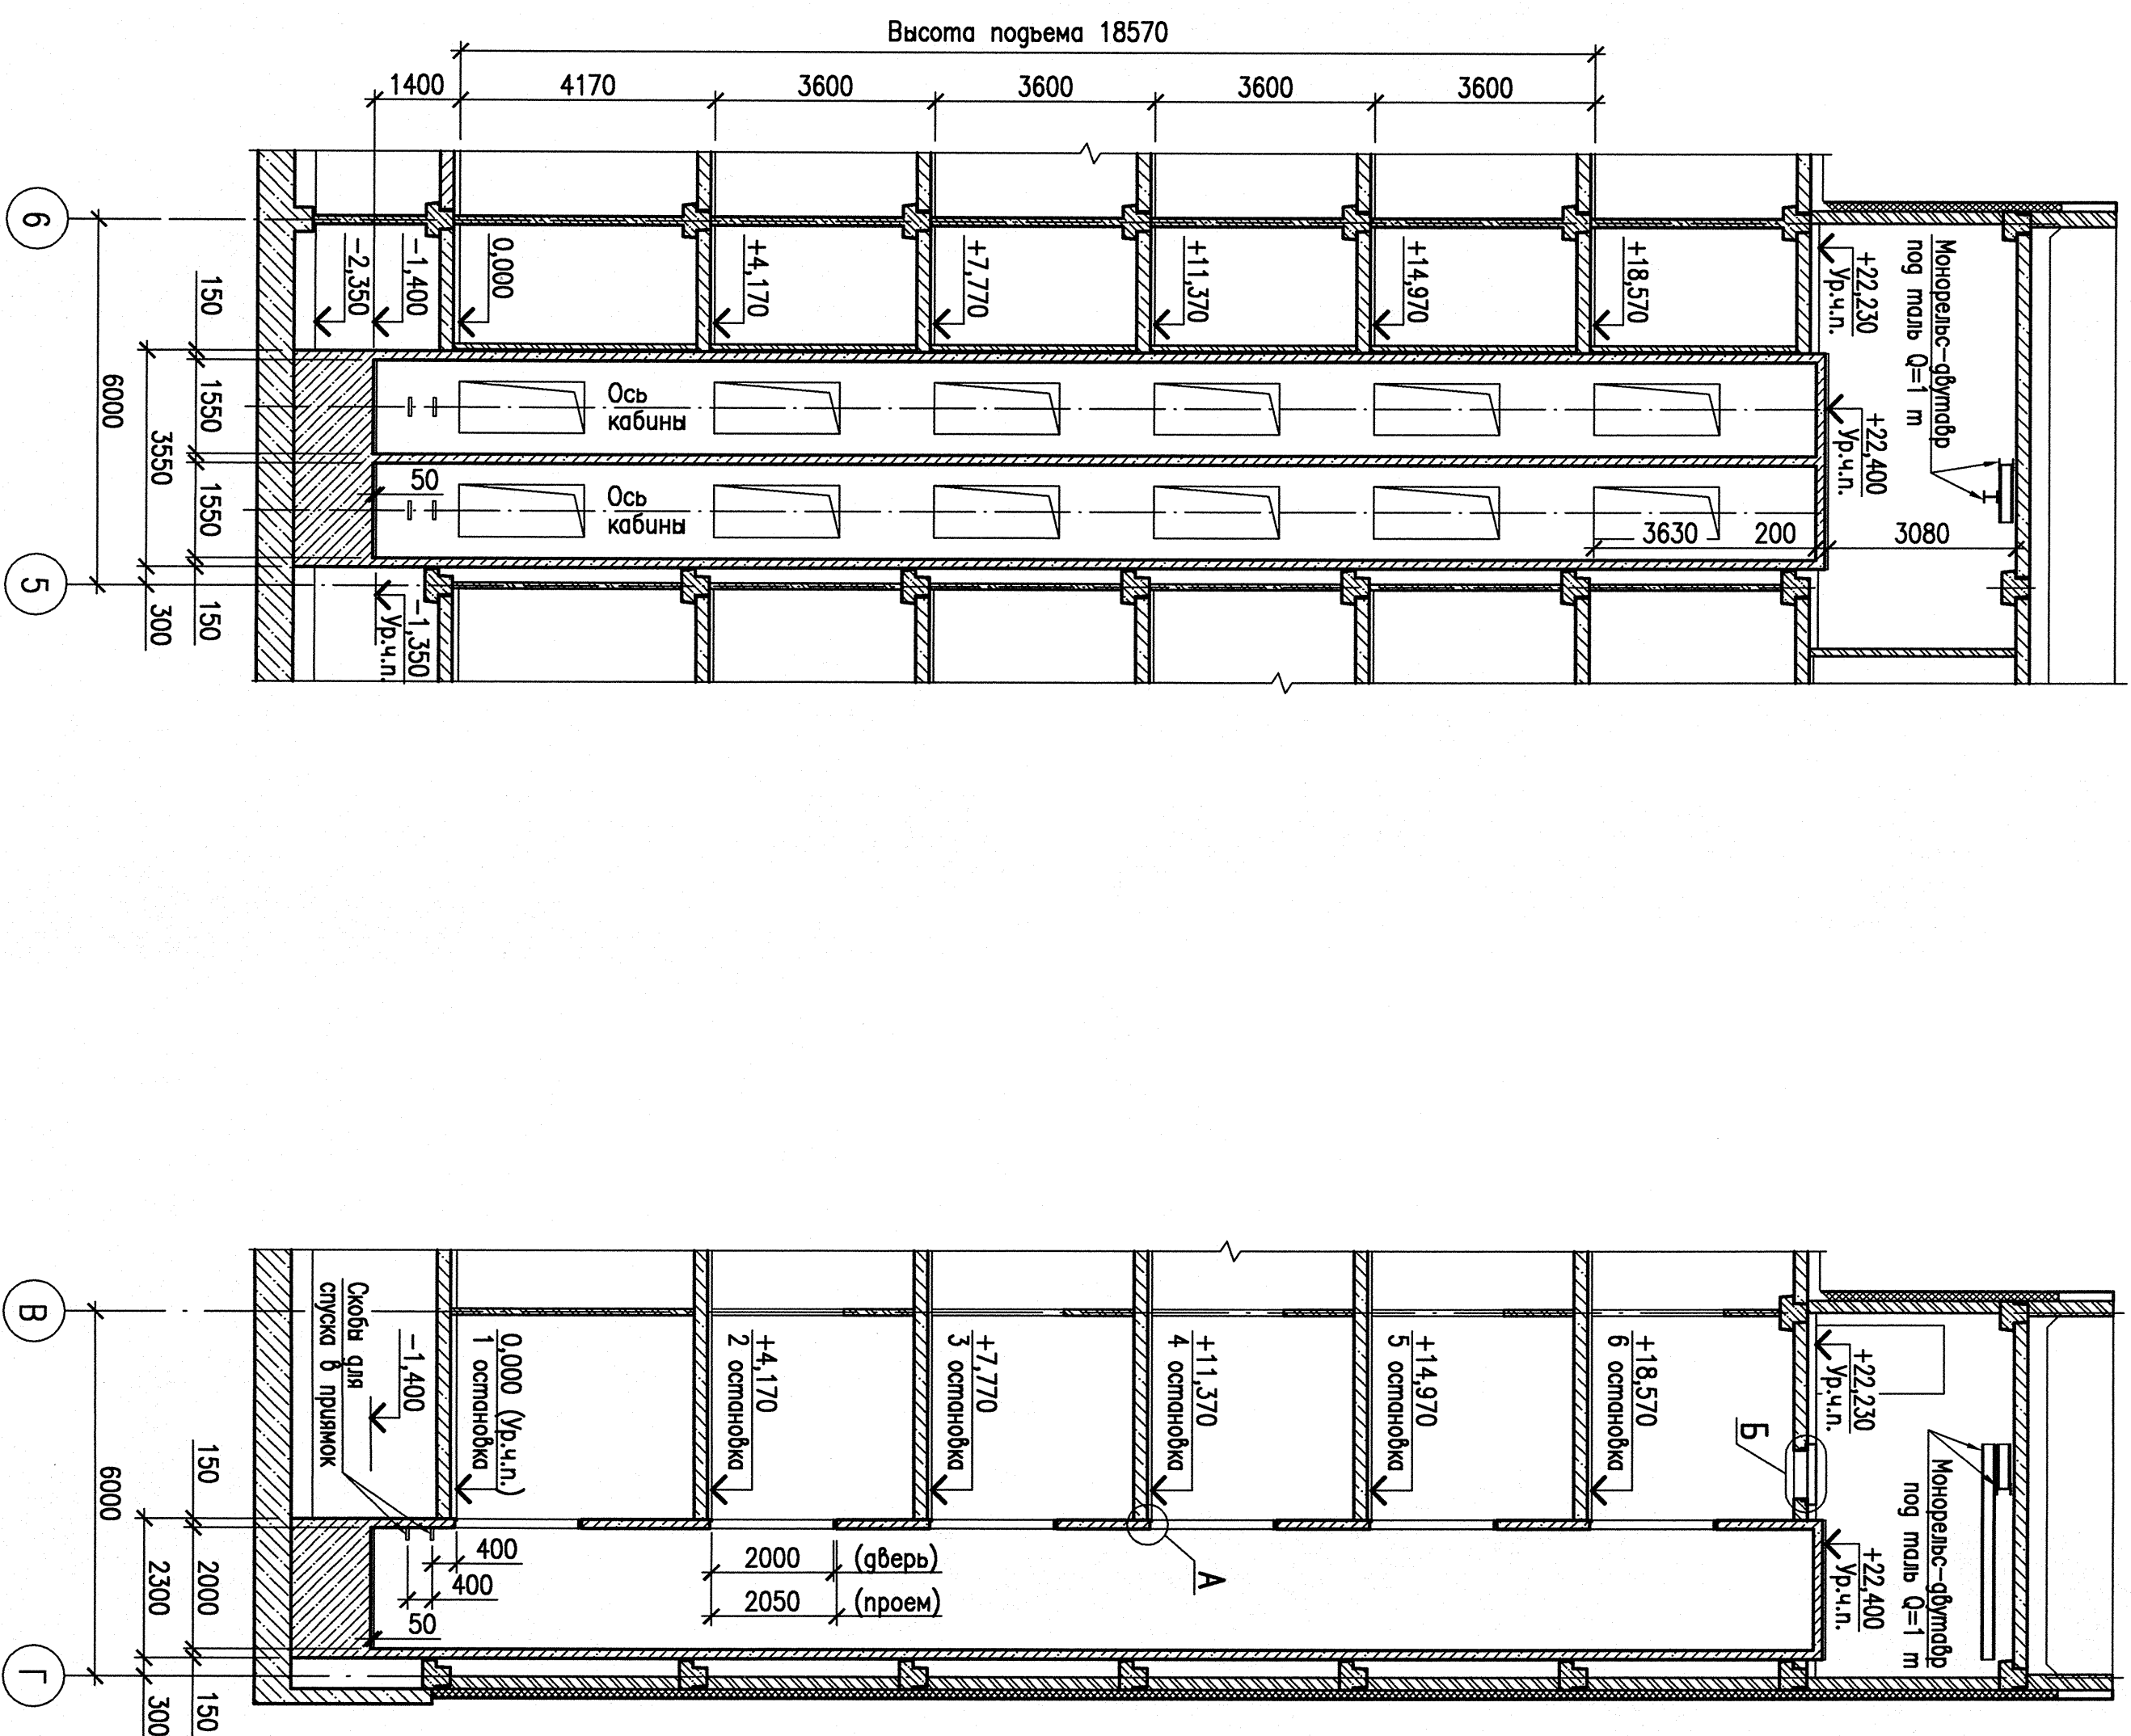 Высота подъема 18570
1400
4170
3600
3600
3600
3600
6
-2,350
-1,400
0,000
+4,170
+7,770
+11,370
+14,970
+18,570
+22,230
Ур.ч.п.
Монорельс-двутавр
под таль Q=1 т
+22,400
Ур.ч.п.
Ось
кабины
Ось
кабины
50
3630
200
3080
150
1550
1550
150
3550
300
6000
5
-1,350
Ур.ч.п.
В
Скобы для
спуска в приямок
-1,400
0,000 (Ур.ч.п.)
1 остановка
+4,170
2 остановка
+7,770
3 остановка
+11,370
4 остановка
+14,970
5 остановка
+18,570
6 остановка
+22,230
Ур.ч.п.
Б
Монорельс-двутавр
под таль Q=1 т
+22,400
Ур.ч.п.
А
400
400
50
2000 (дверь)
2050 (проем)
150
2000
150
2300
300
6000
Г